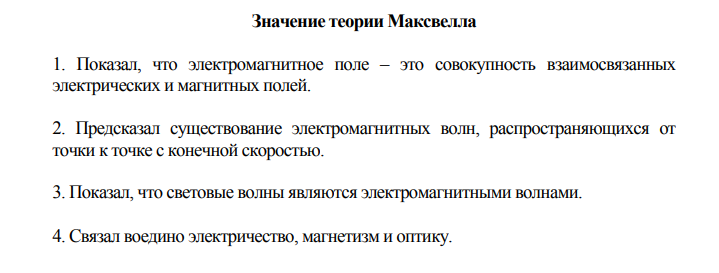 Значение теории Максвелла
1. Показал, что электромагнитное поле – это совокупность взаимосвязанных
электрических и магнитных полей.
2. Предсказал существование электромагнитных волн, распространяющихся от
точки к точке с конечной скоростью.
3. Показал, что световые волны являются электромагнитными волнами.
4. Связал воедино электричество, магнетизм и оптику.